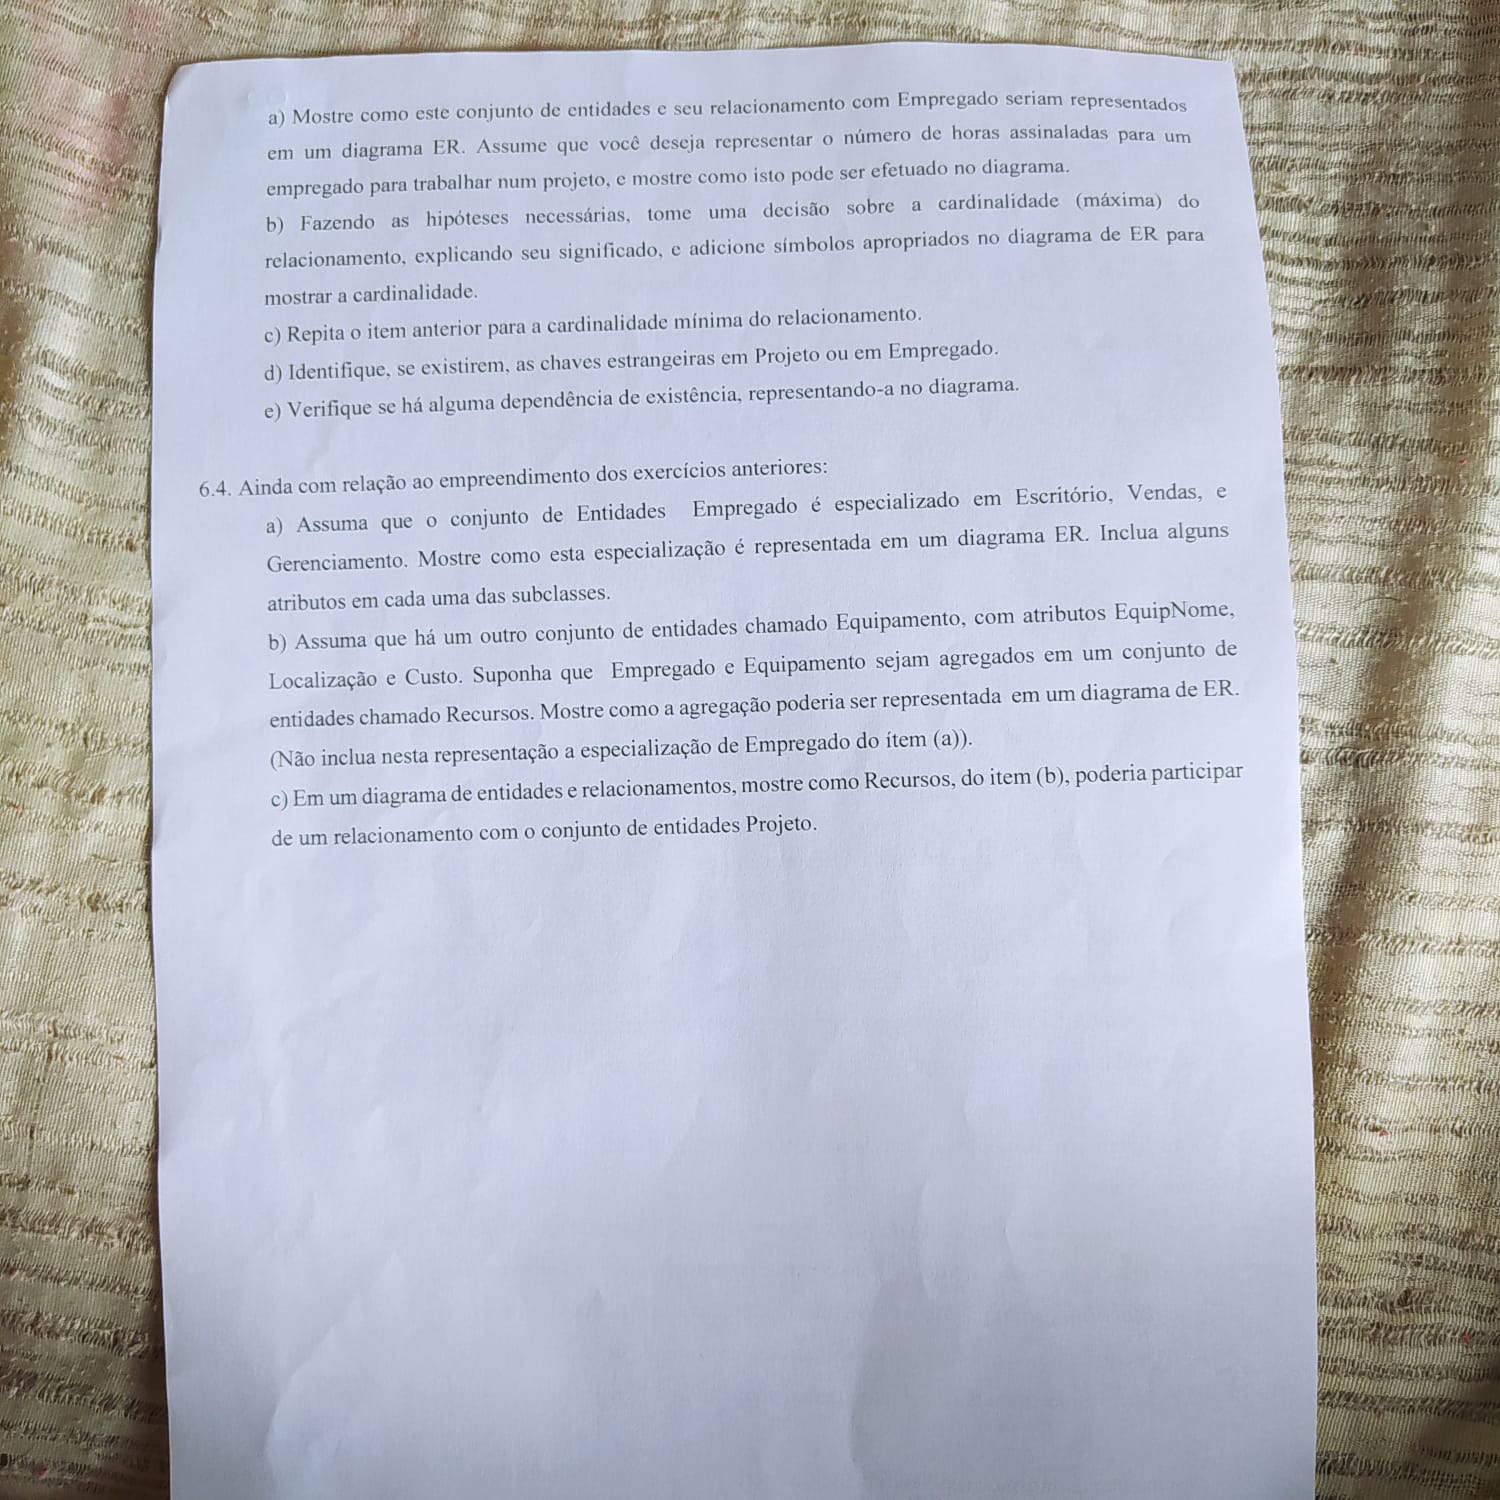 a) Mostre como este conjunto de entidades e seu relacionamento com Empregado seriam representados
em um diagrama ER. Assume que você deseja representar o número de horas assinaladas para um
empregado para trabalhar num projeto, e mostre como isto pode ser efetuado no diagrama.
b) Fazendo as hipóteses necessárias, tome uma decisão sobre a cardinalidade (máxima) do
relacionamento, explicando seu significado, e adicione símbolos apropriados no diagrama de ER para
mostrar a cardinalidade.
c) Repita o item anterior para a cardinalidade mínima do relacionamento.
d) Identifique, se existirem, as chaves estrangeiras em Projeto ou em Empregado.
e) Verifique se há alguma dependência de existência, representando-a no diagrama.
6.4. Ainda com relação ao empreendimento dos exercícios anteriores:
a) Assuma que o conjunto de Entidades Empregado é especializado em Escritório, Vendas, e
Gerenciamento. Mostre como esta especialização é representada em um diagrama ER. Inclua alguns
atributos em cada uma das subclasses.
b) Assuma que há um outro conjunto de entidades chamado Equipamento, com atributos EquipNome,
Localização e Custo. Suponha que Empregado e Equipamento sejam agregados em um conjunto de
entidades chamado Recursos. Mostre como a agregação poderia ser representada em um diagrama de ER.
(Não inclua nesta representação a especialização de Empregado do ítem (a)).
c) Em um diagrama de entidades e relacionamentos, mostre como Recursos, do item (b), poderia participar
de um relacionamento com o conjunto de entidades Projeto.